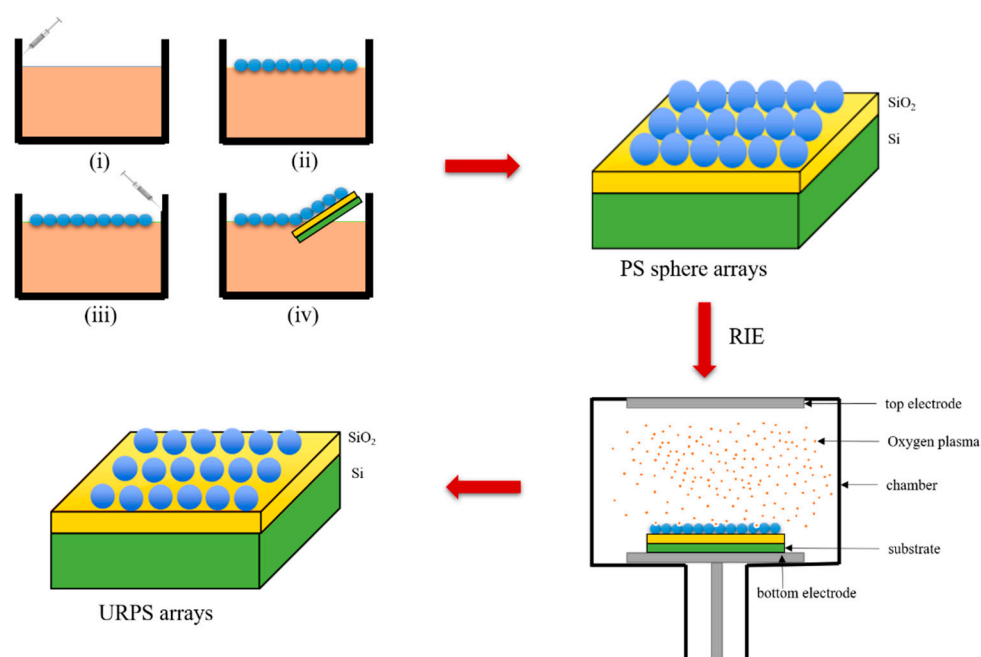 (i)
(ii)
(iii)
(iv)
SiO₂
Si
PS sphere arrays
RIE
top electrode
Oxygen plasma
chamber
substrate
bottom electrode
SiO₂
Si
URPS arrays